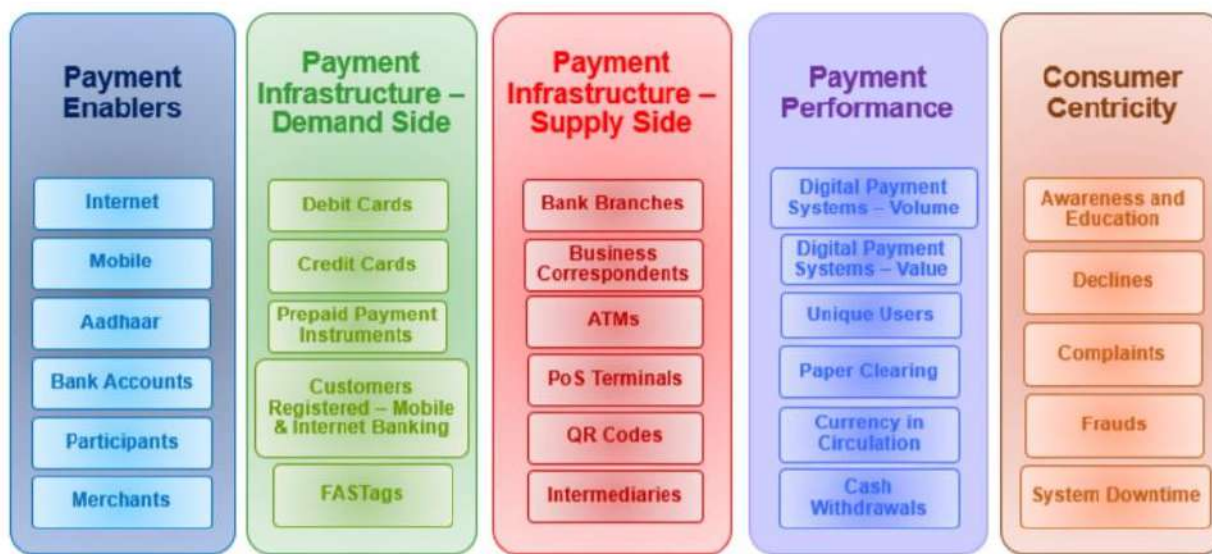 Payment
Enablers
Internet
Mobile
Aadhaar
Bank Accounts
Participants
Merchants
Payment
Infrastructure –
Demand Side
Debit Cards
Credit Cards
Prepaid Payment
Instruments
Customers
Registered – Mobile
& Internet Banking
FASTags
Payment
Infrastructure –
Supply Side
Bank Branches
Business
Correspondents
ATMs
PoS Terminals
QR Codes
Intermediaries
Payment
Performance
Digital Payment
Systems – Volume
Digital Payment
Systems – Value
Unique Users
Paper Clearing
Currency in
Circulation
Cash
Withdrawals
Consumer
Centricity
Awareness and
Education
Declines
Complaints
Frauds
System Downtime